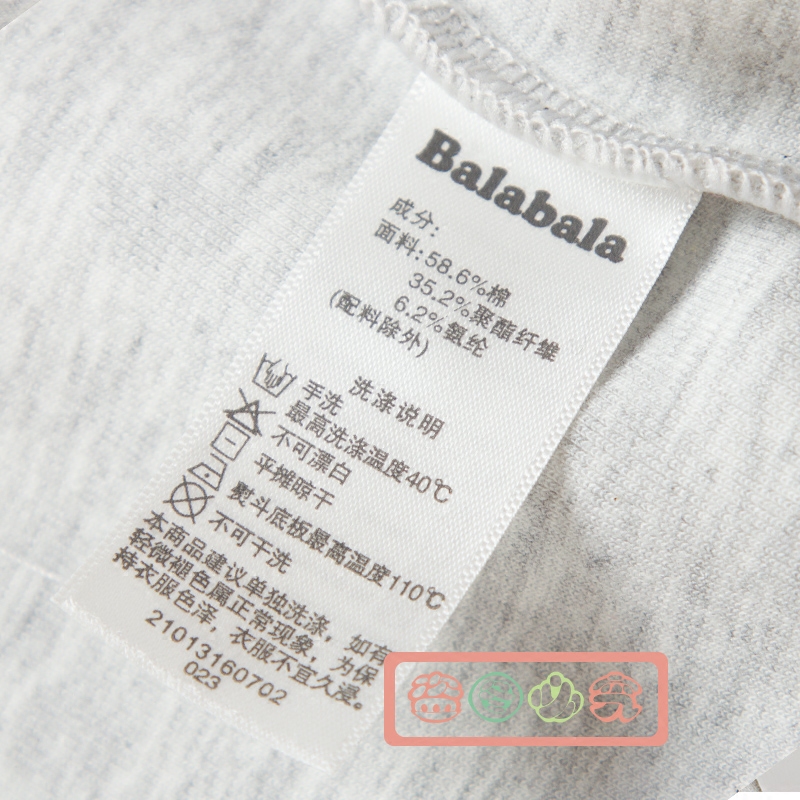 Balabala
成分:
面料:58.6%棉
35.2%聚酯纤维
6.2%氨纶
(配料除外)
洗涤说明
手洗
最高洗涤温度40℃
不可漂白
平摊晾干
熨斗底板最高温度110℃
不可干洗
本商品建议单独洗涤，如有
轻微褪色属正常现象，为保
持衣服色泽，衣服不宜久浸。
21013160702
023